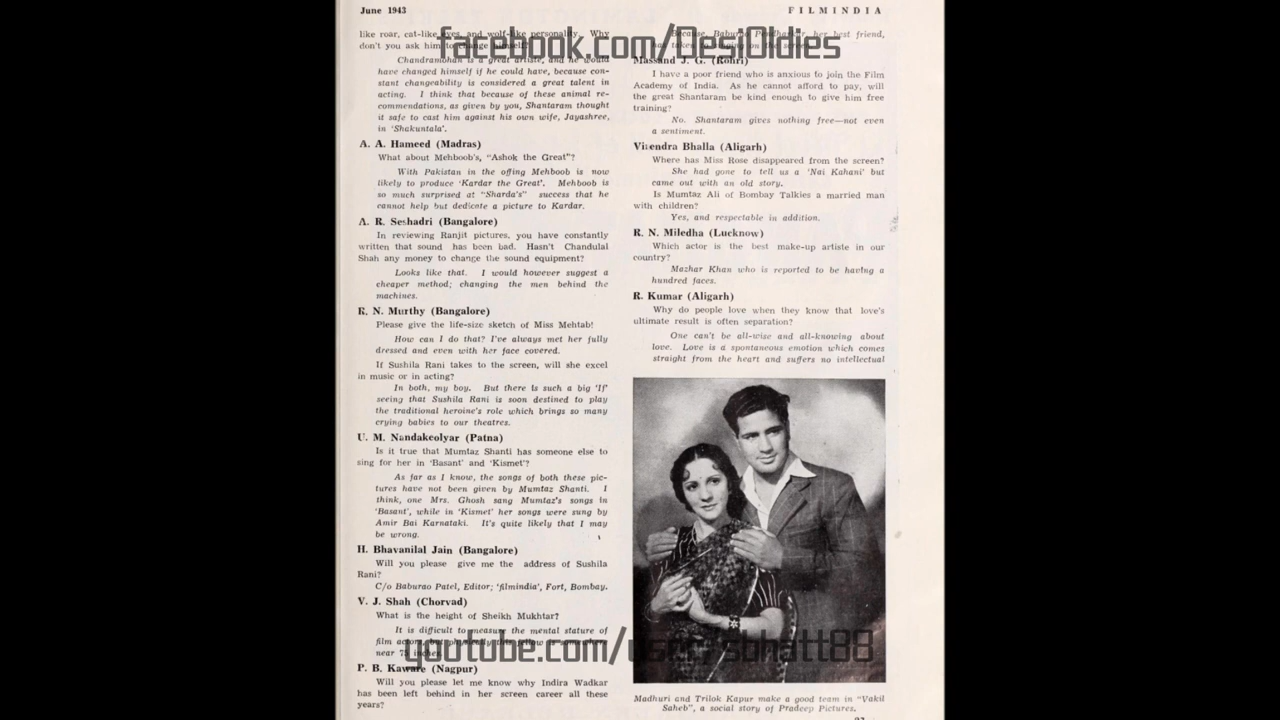 June 1943
FILMINDIA
like roar, cat-like eyes, and wolf-like personality. Why
don't you ask him to change himself?
Chandramohan is a great artiste, and he would
have changed himself if he could have, because con-
stant changeability is considered a great talent in
acting. I think that because of these animal re-
commendations, as given by you, Shantaram thought
it safe to cast him against his own wife, Jayashree,
in 'Shakuntala'.
A. A. Hameed (Madras)
What about Mehboob's, "Ashok the Great"?
With Pakistan in the offing Mehboob is now
likely to produce 'Kardar the Great'. Mehboob is
so much surprised at "Sharda's" success that he
cannot help but dedicate a picture to Kardar.
A. R. Seshadri (Bangalore)
In reviewing Ranjit pictures, you have constantly
written that sound has been bad. Hasn't Chandulal
Shah any money to change the sound equipment?
Looks like that. I would however suggest a
cheaper method; changing the men behind the
machines.
R. N. Murthy (Bangalore)
Please give the life-size sketch of Miss Mehtab!
How can I do that? I've always met her fully
dressed and even with her face covered.
If Sushila Rani takes to the screen, will she excel
in music or in acting?
In both, my boy. But there is such a big 'If'
seeing that Sushila Rani is soon destined to play
the traditional heroine's role which brings so many
crying babies to our theatres.
U. M. Nandakeolyar (Patna)
Is it true that Mumtaz Shanti has someone else to
sing for her in 'Basant' and 'Kismet'?
As far as I know, the songs of both these pic-
tures have not been given by Mumtaz Shanti. I
think, one Mrs. Ghosh sang Mumtaz's songs in
'Basant', while in 'Kismet' her songs were sung by
Amir Bai Karnataki. It's quite likely that I may
be wrong.
H. Bhavanilal Jain (Bangalore)
Will you please give me the address of Sushila
Rani?
C/o Baburao Patel, Editor; 'filmindia', Fort, Bombay.
V. J. Shah (Chorvad)
What is the height of Sheikh Mukhtar?
It is difficult to measure the mental stature of
film actors, but physically this fellow is somewhere
near 75 inches.
P. B. Kaware (Nagpur)
Will you please let me know why Indira Wadkar
has been left behind in her screen career all these
years?
Because, Baburao Pendharkar, her best friend,
has taken to singing on the screen.
Massand J. G. (Rohri)
I have a poor friend who is anxious to join the Film
Academy of India. As he cannot afford to pay, will
the great Shantaram be kind enough to give him free
training?
No. Shantaram gives nothing free—not even
a sentiment.
Virendra Bhalla (Aligarh)
Where has Miss Rose disappeared from the screen?
She had gone to tell us a 'Nai Kahani' but
came out with an old story.
Is Mumtaz Ali of Bombay Talkies a married man
with children?
Yes, and respectable in addition.
R. N. Miledha (Lucknow)
Which actor is the best make-up artiste in our
country?
Mazhar Khan who is reported to be having a
hundred faces.
R. Kumar (Aligarh)
Why do people love when they know that love's
ultimate result is often separation?
One can't be all-wise and all-knowing about
love. Love is a spontaneous emotion which comes
straight from the heart and suffers no intellectual
Madhuri and Trilok Kapur make a good team in "Vakil
Saheb", a social story of Pradeep Pictures.
facebook.com/DesiOldies
youtube.com/user/sbhatt88